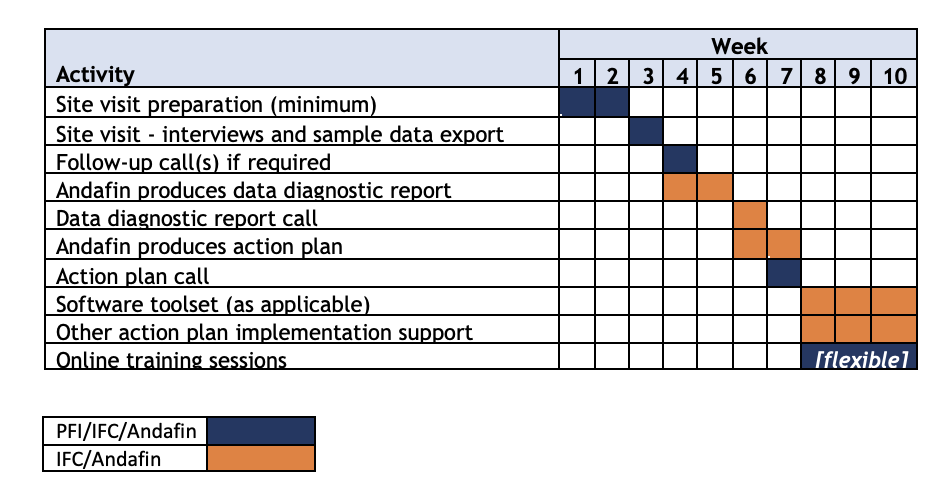 Week
Activity 1 2 3 4 5 6 7 8 9 10
Site visit preparation (minimum)
Site visit - interviews and sample data export
Follow-up call(s) if required
Andafin produces data diagnostic report
Data diagnostic report call
Andafin produces action plan
Action plan call
Software toolset (as applicable)
Other action plan implementation support
Online training sessions [flexible]
PFI/IFC/Andafin
IFC/Andafin